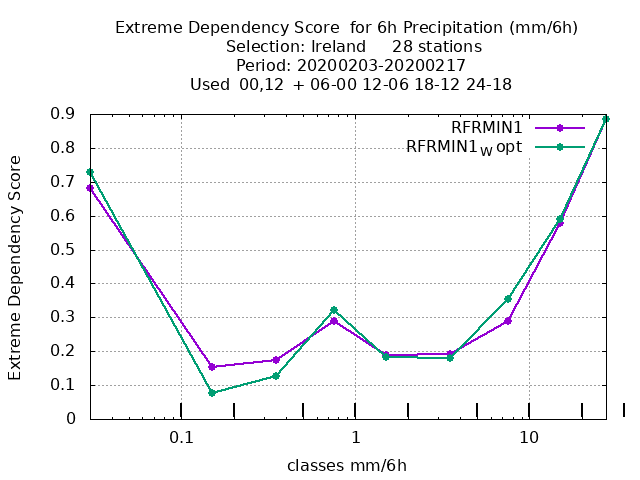 Extreme Dependency Score  for 6h Precipitation (mm/6h)
Selection: Ireland     28 stations
Period: 20200203-20200217
Used  00,12  + 06-00 12-06 18-12 24-18
RFRMIN1
RFRMIN1W opt
Extreme Dependency Score
0.9
0.8
0.7
0.6
0.5
0.4
0.3
0.2
0.1
0
0.1 1 10
classes mm/6h